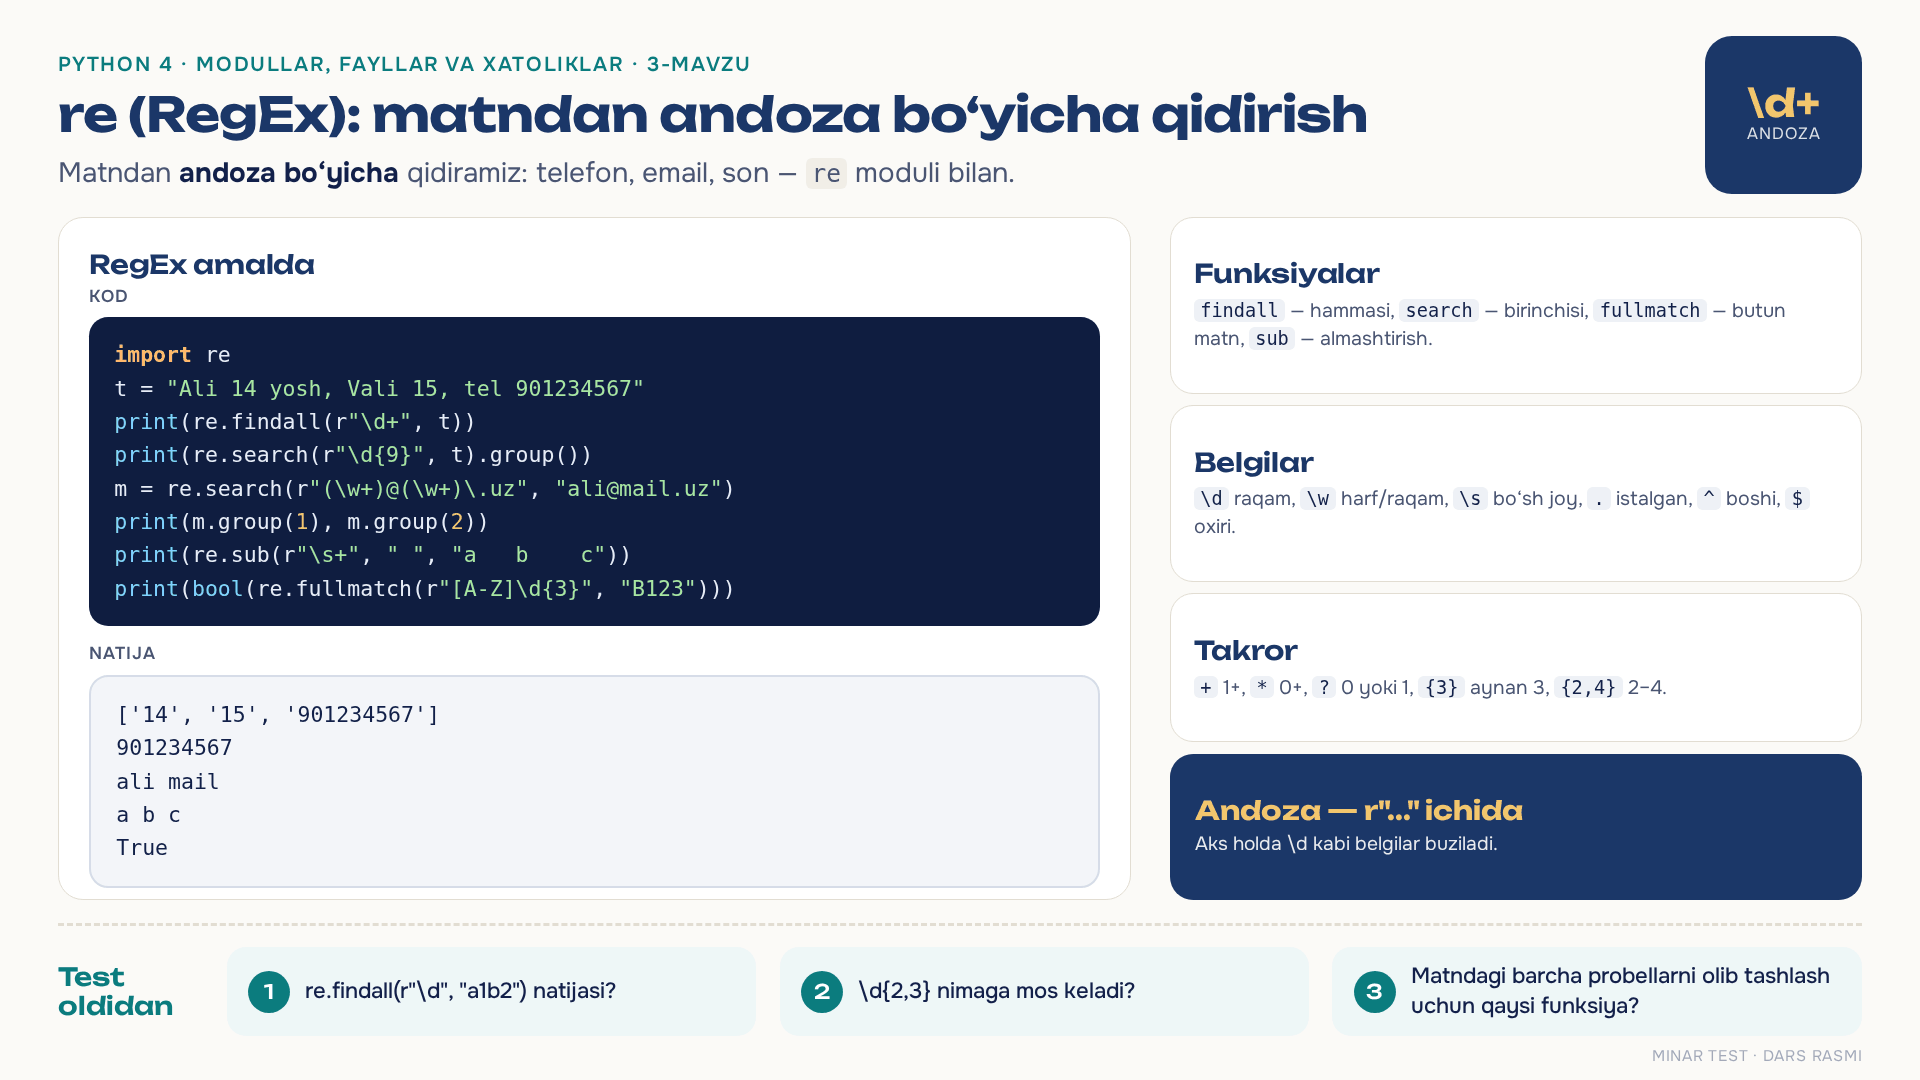 PYTHON 4 · MODULLAR, FAYLLAR VA XATOLIKLAR · 3-MAVZU
re (RegEx): matndan andoza bo‘yicha qidirish
Matndan andoza bo‘yicha qidiramiz: telefon, email, son — re moduli bilan.
\d+
ANDOZA
RegEx amalda
KOD
import re
t = "Ali 14 yosh, Vali 15, tel 901234567"
print(re.findall(r"\d+", t))
print(re.search(r"\d{9}", t).group())
m = re.search(r"(\w+)@(\w+)\.uz", "ali@mail.uz")
print(m.group(1), m.group(2))
print(re.sub(r"\s+", " ", "a   b    c"))
print(bool(re.fullmatch(r"[A-Z]\d{3}", "B123")))
NATIJA
['14', '15', '901234567']
901234567
ali mail
a b c
True
Funksiyalar
findall — hammasi, search — birinchisi, fullmatch — butun
matn, sub — almashtirish.
Belgilar
\d raqam, \w harf/raqam, \s bo‘sh joy, . istalgan, ^ boshi, $
oxiri.
Takror
+ 1+, * 0+, ? 0 yoki 1, {3} aynan 3, {2,4} 2–4.
Andoza — r"..." ichida
Aks holda \d kabi belgilar buziladi.
Test
oldidan
1 re.findall(r"\d", "a1b2") natijasi?
2 \d{2,3} nimaga mos keladi?
3 Matndagi barcha probellarni olib tashlash
uchun qaysi funksiya?
MINAR TEST · DARS RASMI